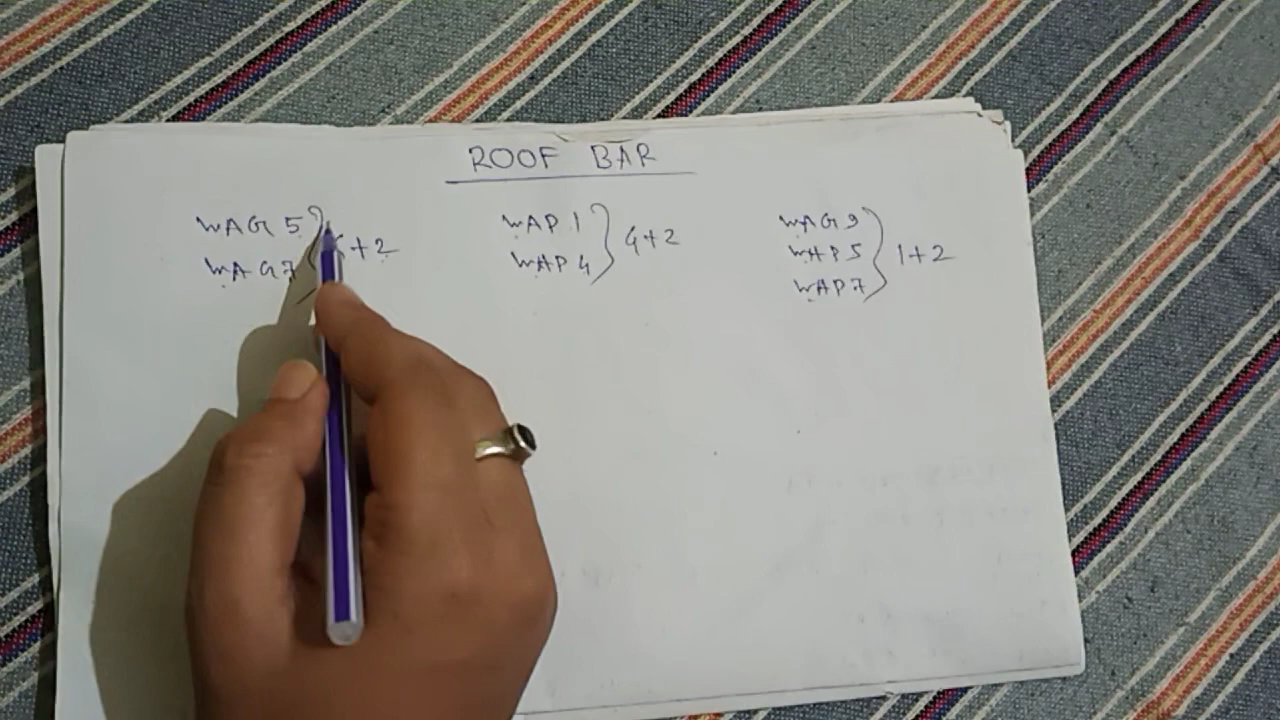 ROOF BAR
WAG 5
WAG 7
+ 2
WAP 1
WAP 4
4+2
WAG 9
WAP 5
WAP 7
1+2